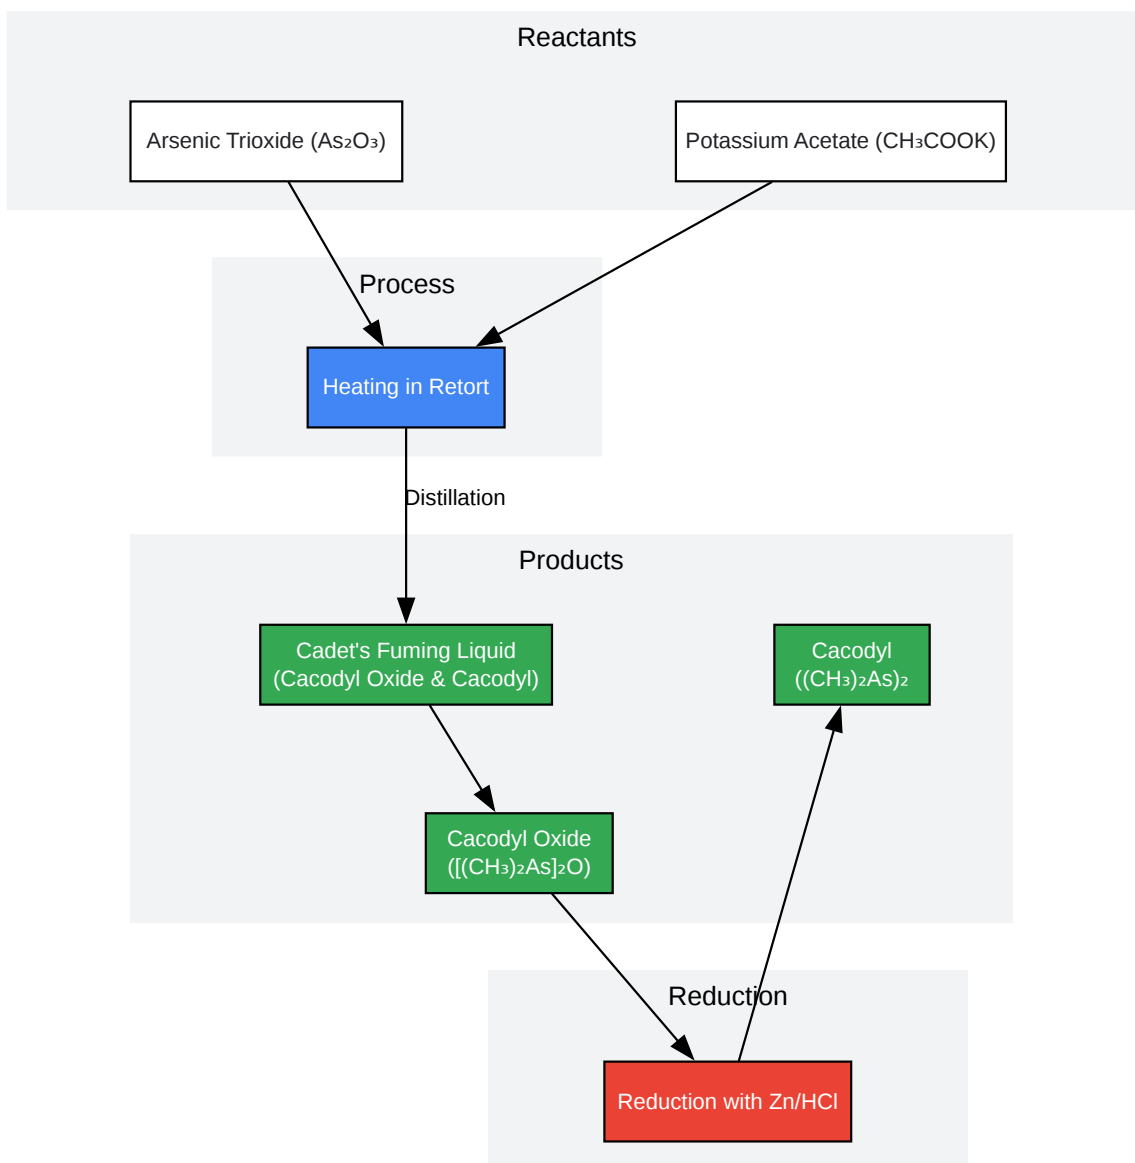 Reactants
Arsenic Trioxide (As₂O₃)
Potassium Acetate (CH₃COOK)
Process
Heating in Retort
Distillation
Products
Cadet's Fuming Liquid
(Cacodyl Oxide & Cacodyl)
Cacodyl
((CH₃)₂As)₂
Cacodyl Oxide
([(CH₃)₂As]₂O)
Reduction
Reduction with Zn/HCl